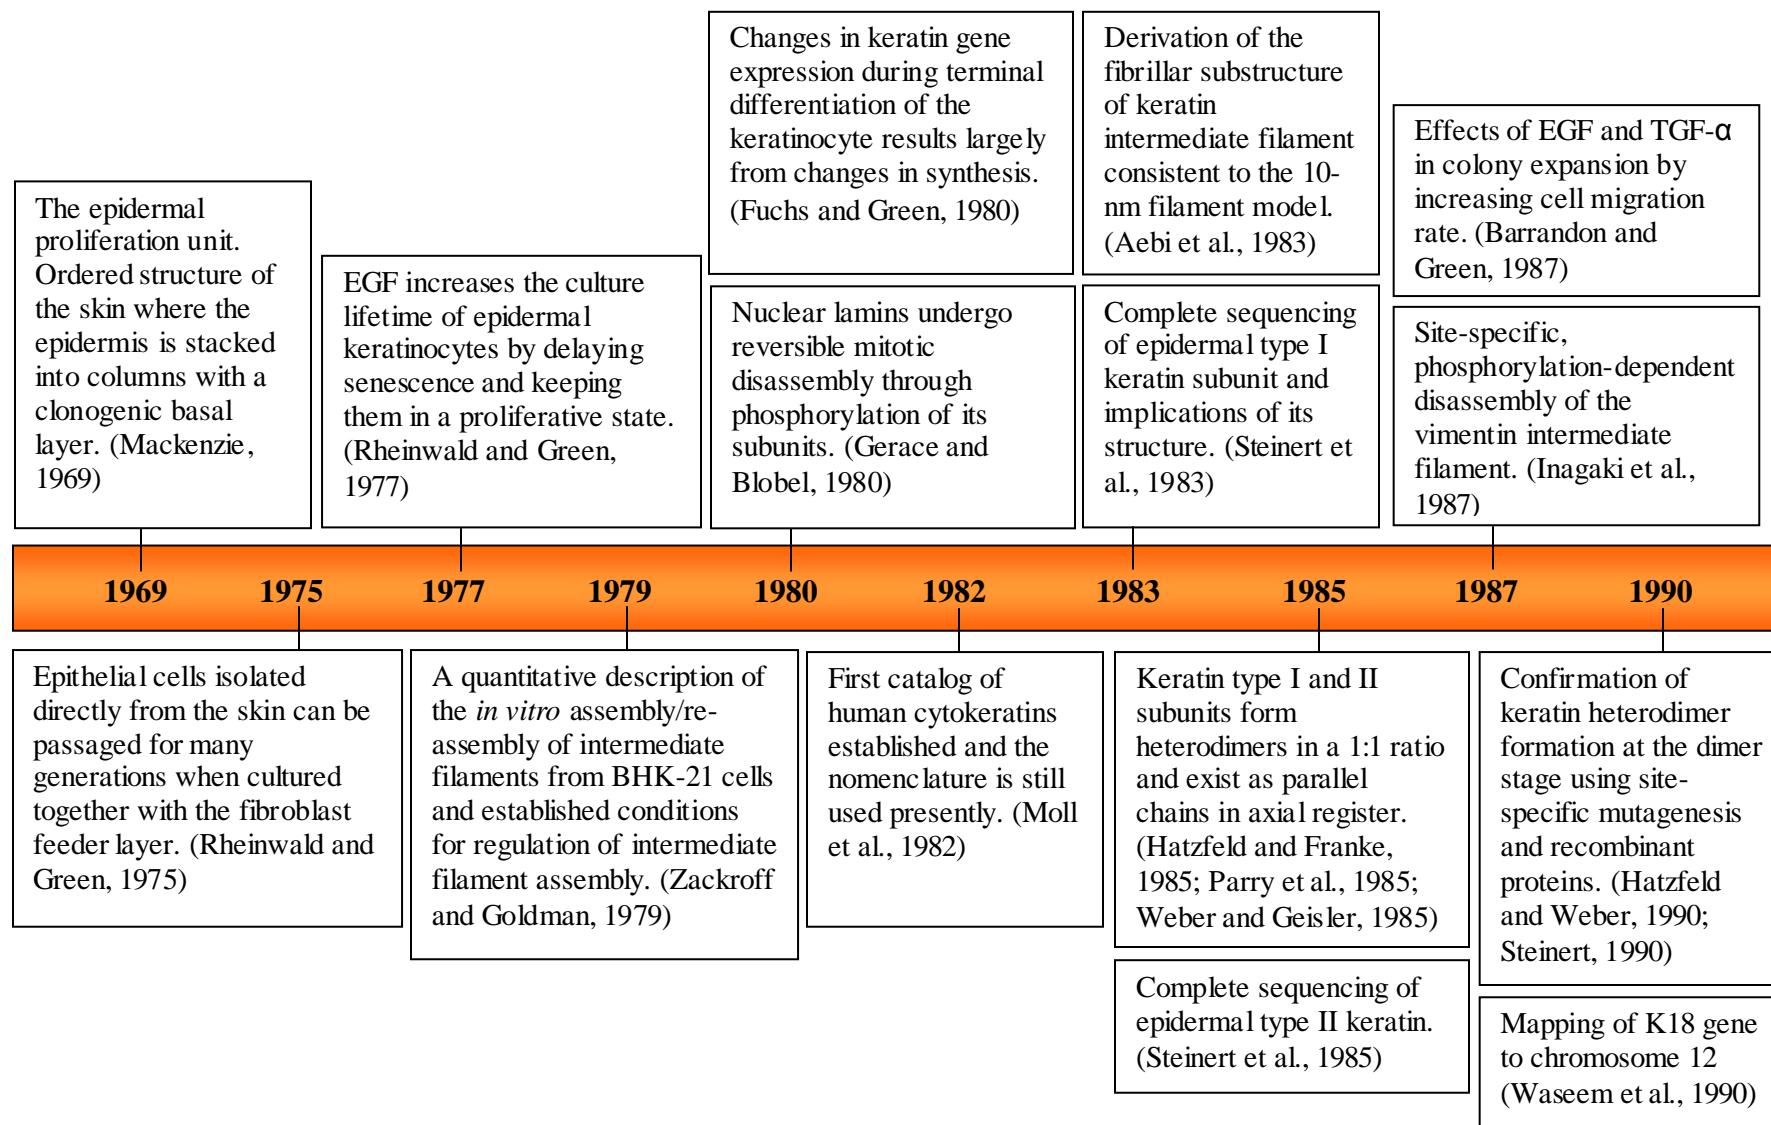 Changes in keratin gene
expression during terminal
differentiation of the
keratinocyte results largely
from changes in synthesis.
(Fuchs and Green, 1980)
Derivation of the
fibrillar substructure
of keratin
intermediate filament
consistent to the 10-
nm filament model.
(Aebi et al., 1983)
Effects of EGF and TGF-α
in colony expansion by
increasing cell migration
rate. (Barrandon and
Green, 1987)
The epidermal
proliferation unit.
Ordered structure of
the skin where the
epidermis is stacked
into columns with a
clonogenic basal
layer. (Mackenzie,
1969)
EGF increases the culture
lifetime of epidermal
keratinocytes by delaying
senescence and keeping
them in a proliferative state.
(Rheinwald and Green,
1977)
Nuclear lamins undergo
reversible mitotic
disassembly through
phosphorylation of its
subunits. (Gerace and
Blobel, 1980)
Complete sequencing
of epidermal type I
keratin subunit and
implications of its
structure. (Steinert et
al., 1983)
Site-specific,
phosphorylation-dependent
disassembly of the
vimentin intermediate
filament. (Inagaki et al.,
1987)
1969 1975 1977 1979 1980 1982 1983 1985 1987 1990
Epithelial cells isolated
directly from the skin can be
passaged for many
generations when cultured
together with the fibroblast
feeder layer. (Rheinwald and
Green, 1975)
A quantitative description of
the in vitro assembly/re-
assembly of intermediate
filaments from BHK-21 cells
and established conditions
for regulation of intermediate
filament assembly. (Zackroff
and Goldman, 1979)
First catalog of
human cytokeratins
established and the
nomenclature is still
used presently. (Moll
et al., 1982)
Keratin type I and II
subunits form
heterodimers in a 1:1 ratio
and exist as parallel
chains in axial register.
(Hatzfeld and Franke,
1985; Parry et al., 1985;
Weber and Geisler, 1985)
Complete sequencing of
epidermal type II keratin.
(Steinert et al., 1985)
Confirmation of
keratin heterodimer
formation at the dimer
stage using site-
specific mutagenesis
and recombinant
proteins. (Hatzfeld
and Weber, 1990;
Steinert, 1990)
Mapping of K18 gene
to chromosome 12
(Waseem et al., 1990)